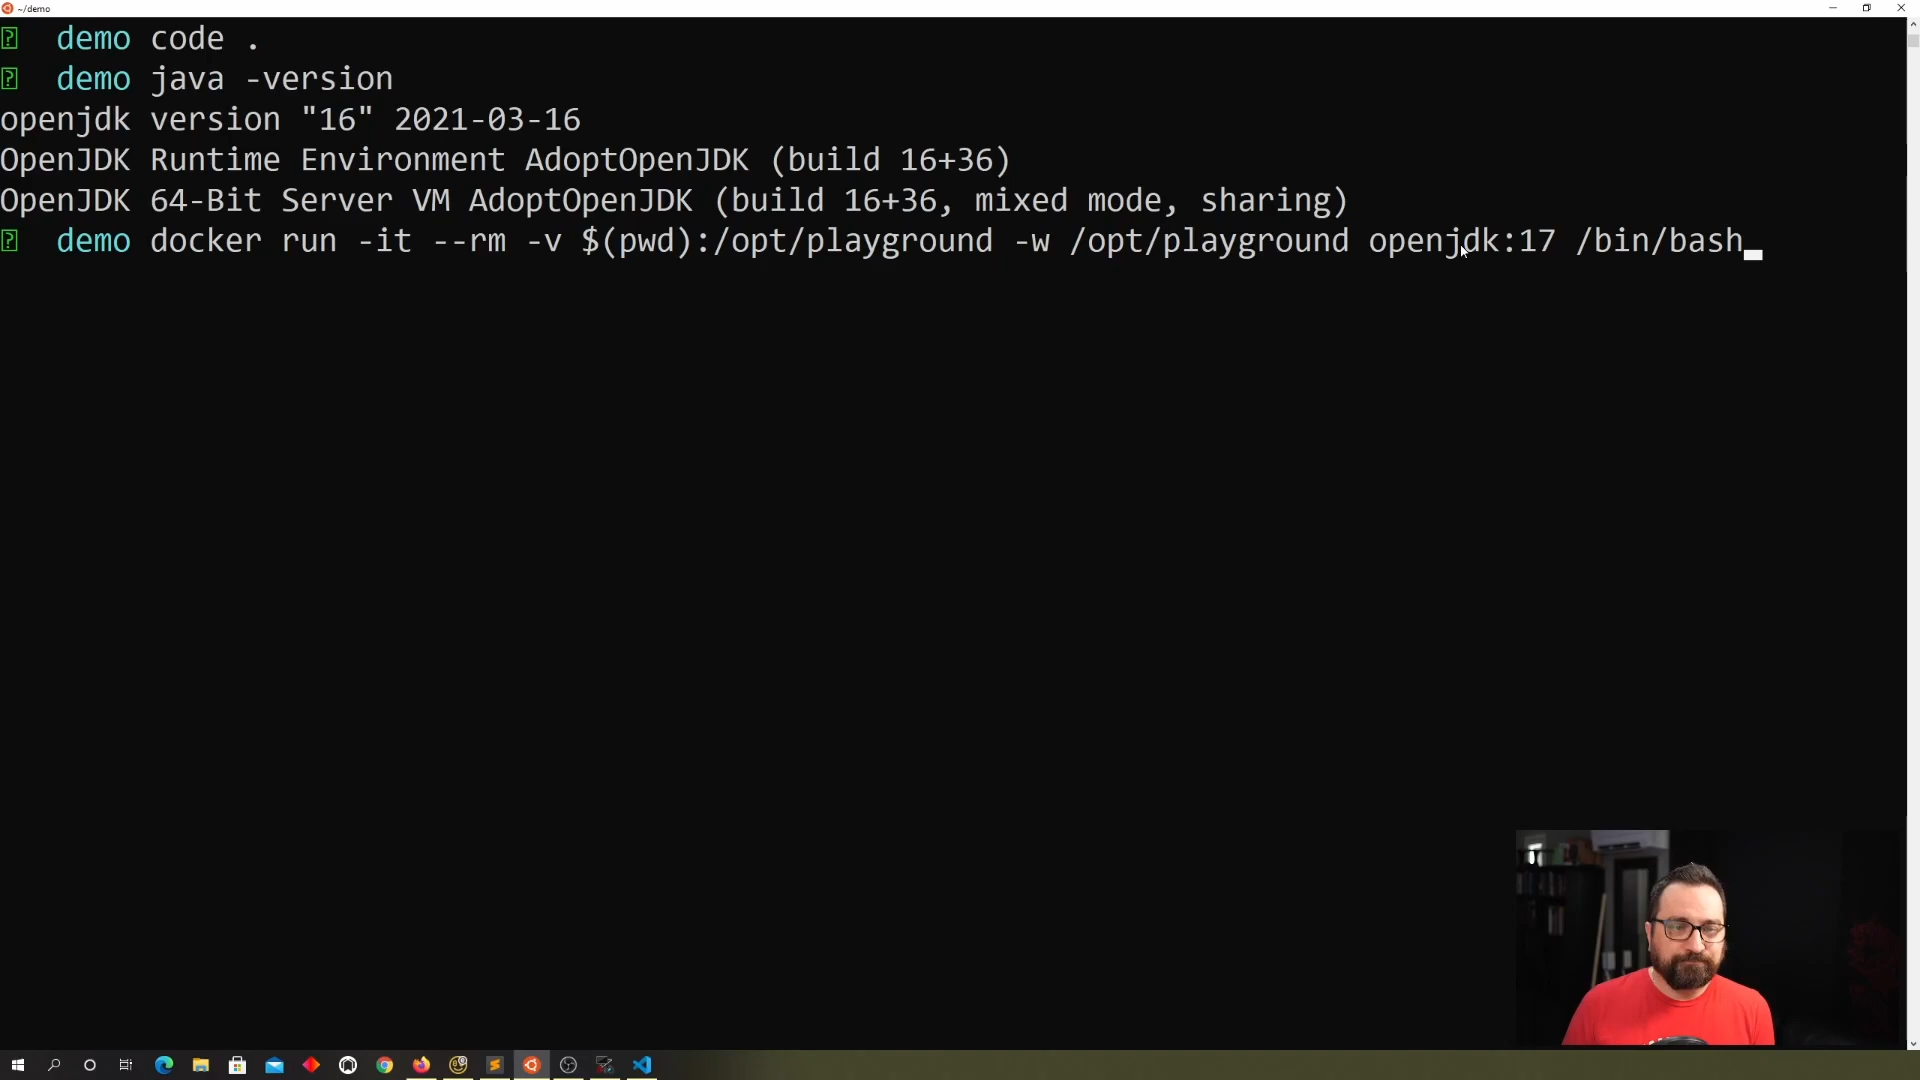 ~/demo
demo code .
demo java -version
openjdk version "16" 2021-03-16
OpenJDK Runtime Environment AdoptOpenJDK (build 16+36)
OpenJDK 64-Bit Server VM AdoptOpenJDK (build 16+36, mixed mode, sharing)
demo docker run -it --rm -v $(pwd):/opt/playground -w /opt/playground openjdk:17 /bin/bash